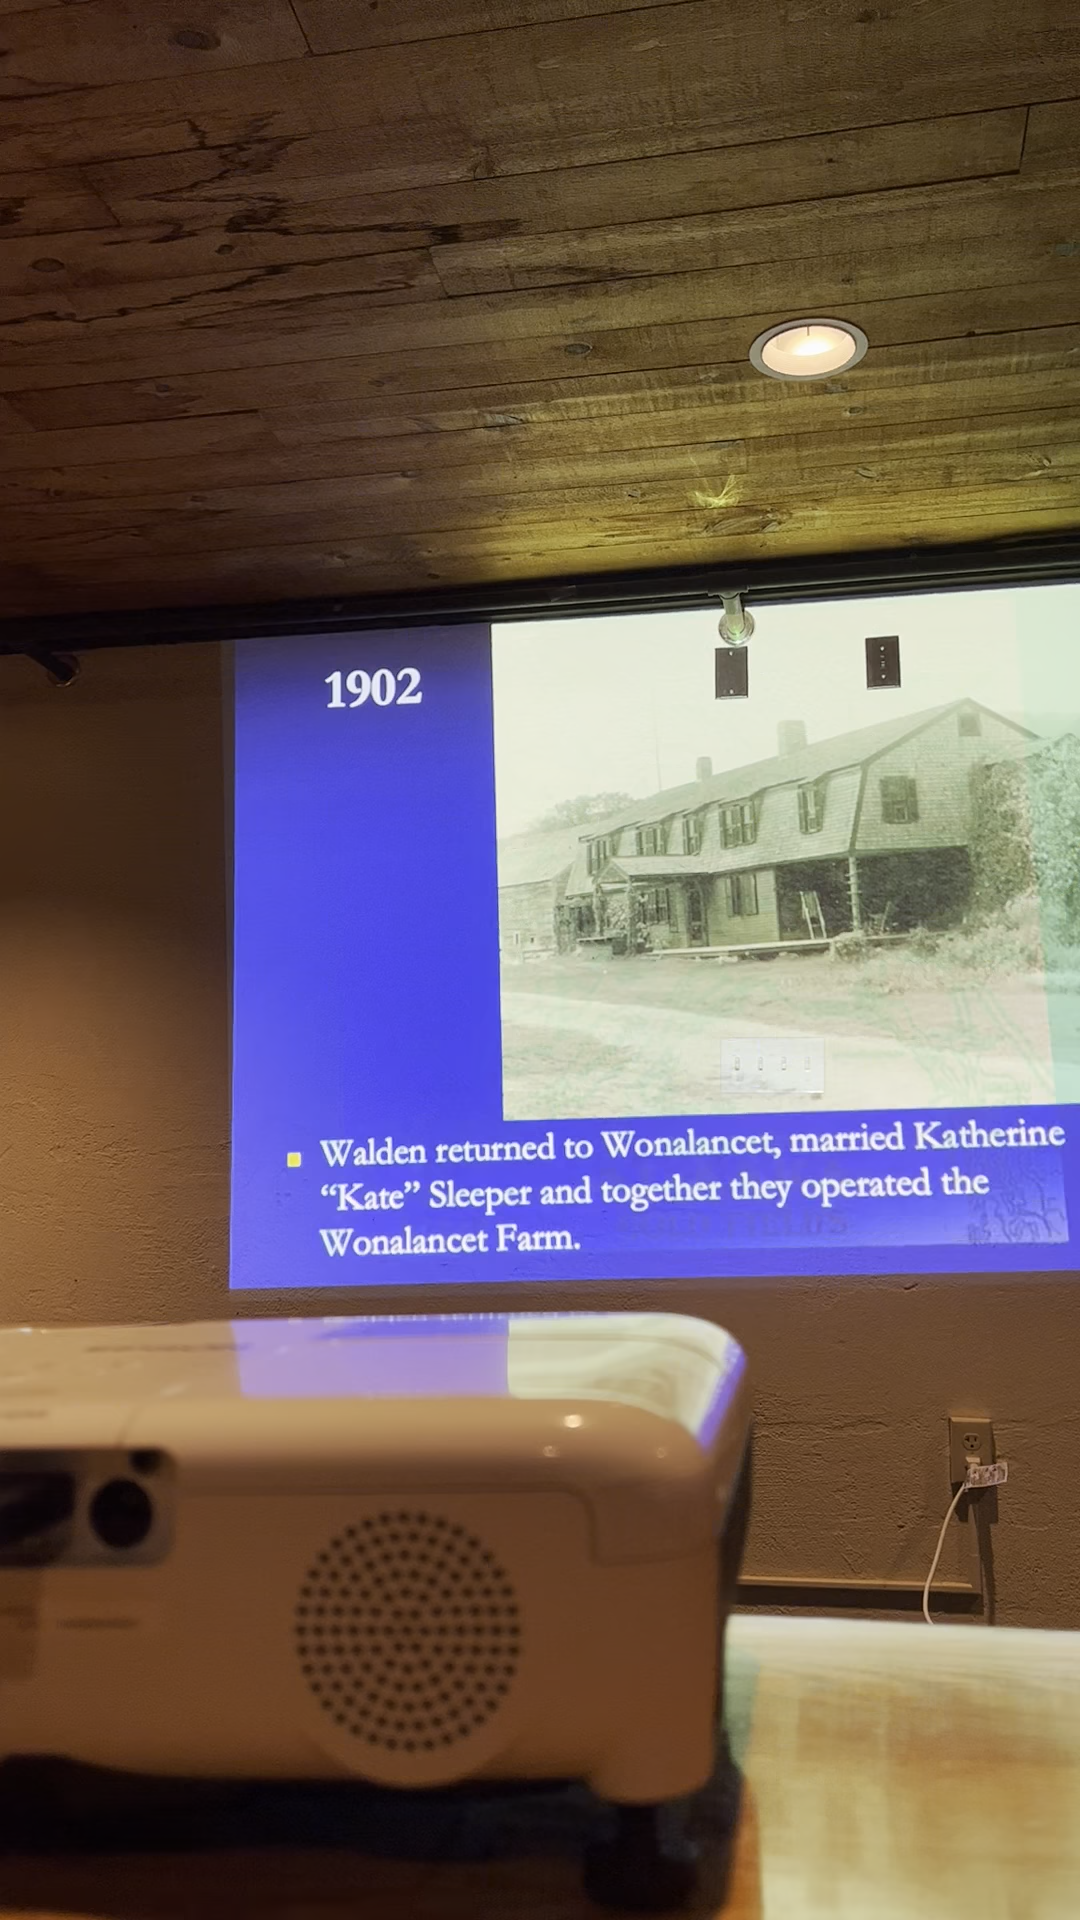 1902
Walden returned to Wonalancet, married Katherine
“Kate” Sleeper and together they operated the
Wonalancet Farm.